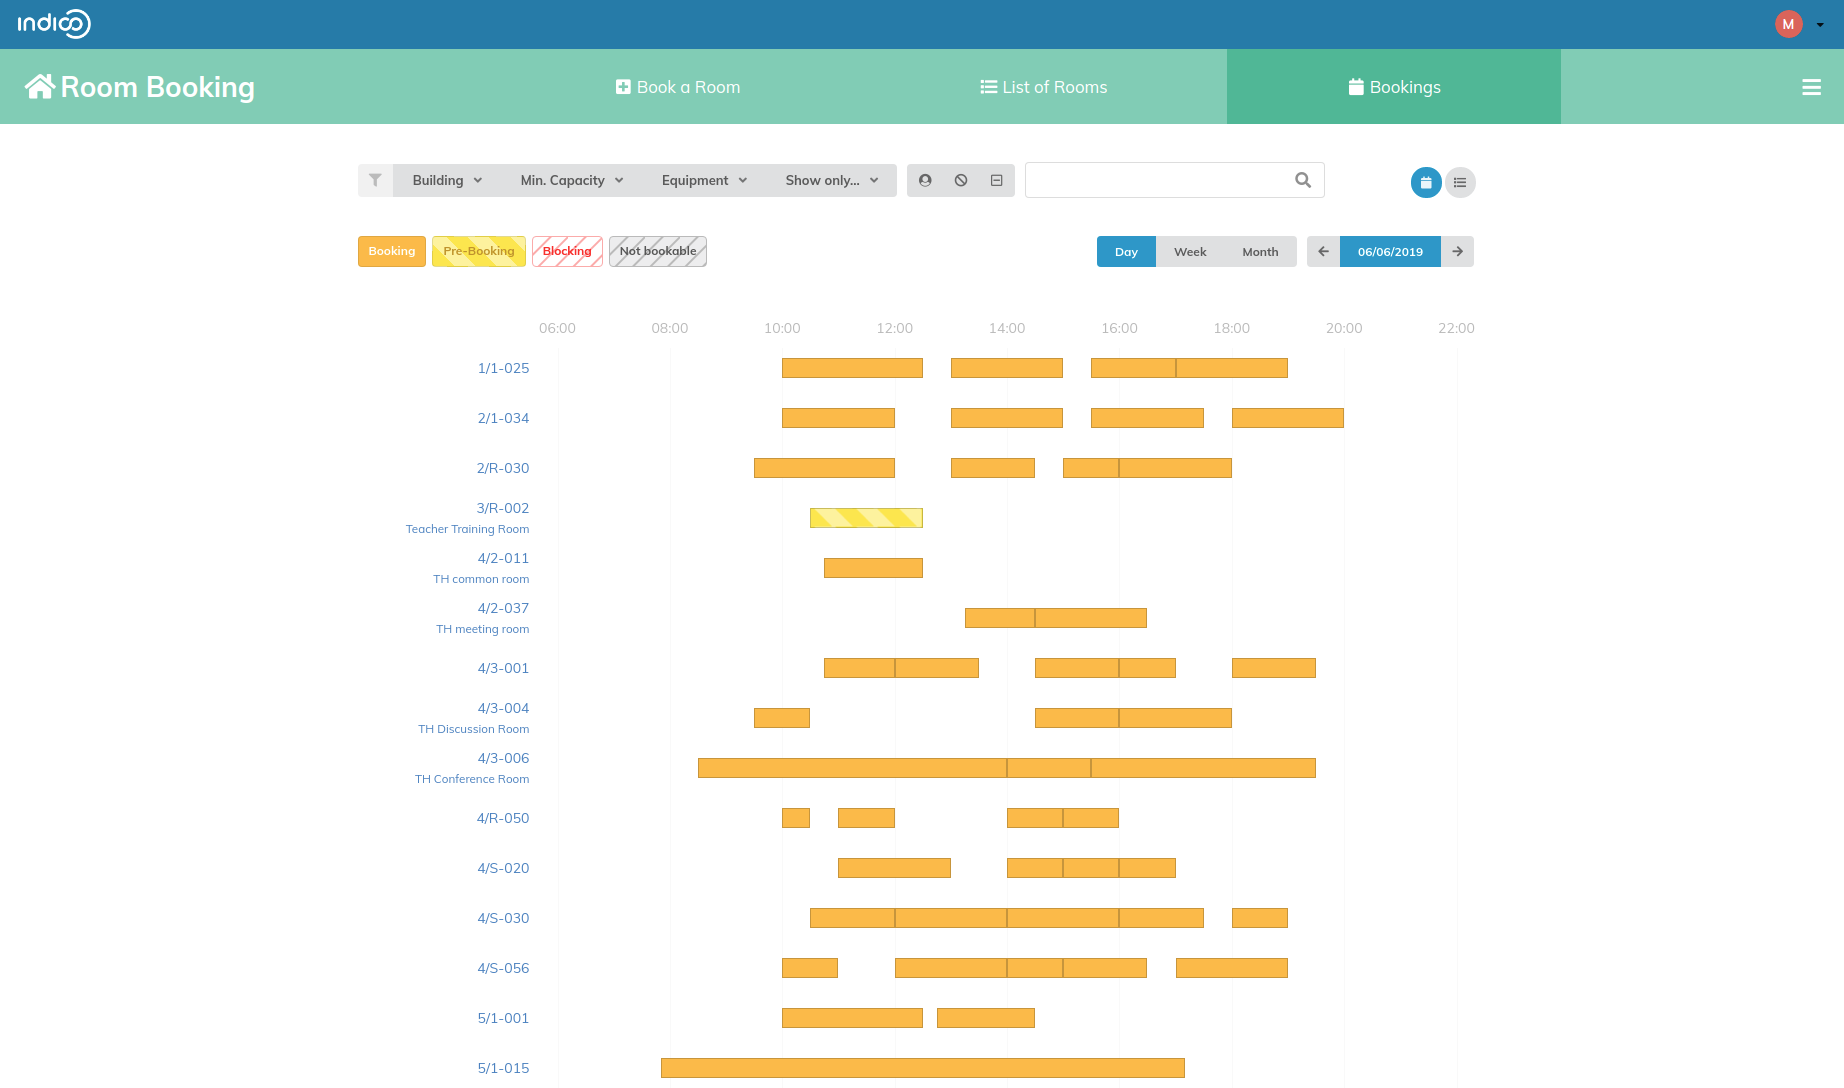 indico
M
Room Booking
Book a Room
List of Rooms
Bookings
Building
Min. Capacity
Equipment
Show only...
Booking
Pre-Booking
Blocking
Not bookable
Day
Week
Month
06/06/2019
06:00 08:00 10:00 12:00 14:00 16:00 18:00 20:00 22:00
1/1-025
2/1-034
2/R-030
3/R-002
Teacher Training Room
4/2-011
TH common room
4/2-037
TH meeting room
4/3-001
4/3-004
TH Discussion Room
4/3-006
TH Conference Room
4/R-050
4/S-020
4/S-030
4/S-056
5/1-001
5/1-015